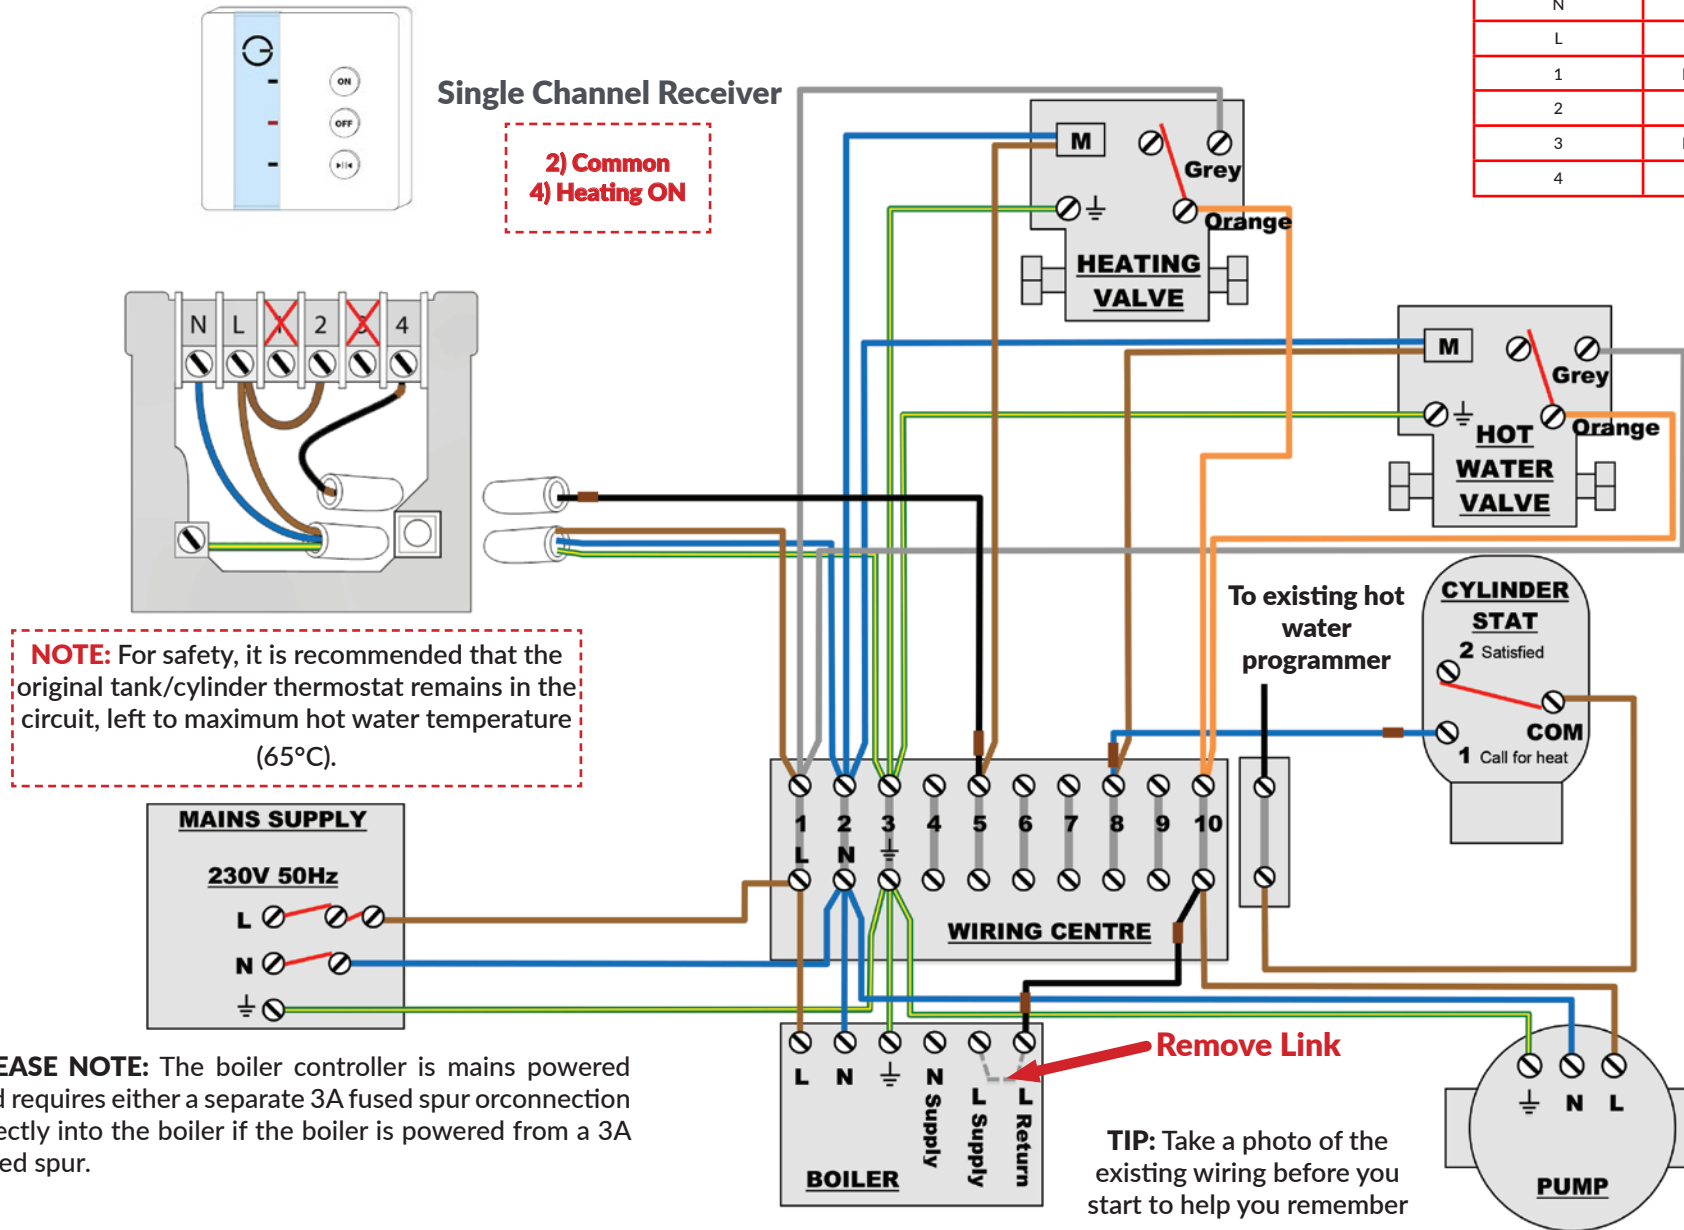 N
L
1
2
3
4
ON
OFF
Single Channel Receiver
2) Common
4) Heating ON
M
Grey
Orange
HEATING
VALVE
N L 1 2 3 4
M
Grey
Orange
HOT
WATER
VALVE
To existing hot
water
programmer
CYLINDER
STAT
2 Satisfied
COM
1 Call for heat
NOTE: For safety, it is recommended that the
original tank/cylinder thermostat remains in the
circuit, left to maximum hot water temperature
(65°C).
MAINS SUPPLY
230V 50Hz
L
N
1 2 3 4 5 6 7 8 9 10
L N
WIRING CENTRE
EASE NOTE: The boiler controller is mains powered
d requires either a separate 3A fused spur orconnection
ectly into the boiler if the boiler is powered from a 3A
ed spur.
Remove Link
L N N Supply L Supply L Return
BOILER
TIP: Take a photo of the
existing wiring before you
start to help you remember
N L
PUMP